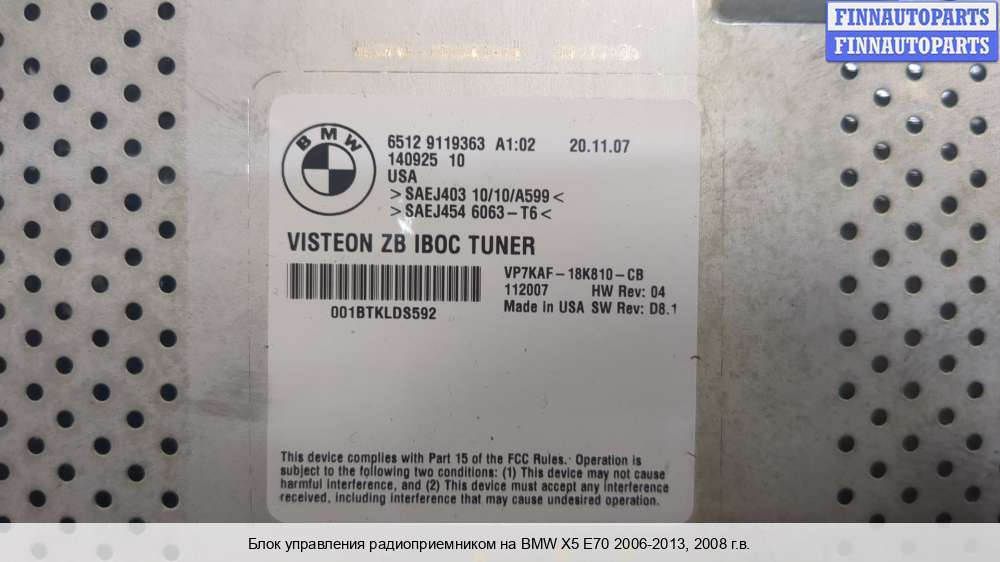 FINNAUTOPARTS
FINNAUTOPARTS
BMW
6512 9119363 A1:02 20.11.07
140925 10
USA
>SAEJ403 10/10/A599<
>SAEJ454 6063-T6<
VISTEON ZB IBOC TUNER
VP7KAF-18K810-CB
112007 HW Rev: 04
Made in USA SW Rev: D8.1
001BTKLDS592
This device complies with Part 15 of the FCC Rules. Operation is
subject to the following two conditions: (1) This device may not cause
harmful interference, and (2) This device must accept any interference
received, including interference that may cause undesired operation.
Блок управления радиоприемником на BMW X5 E70 2006-2013, 2008 г.в.